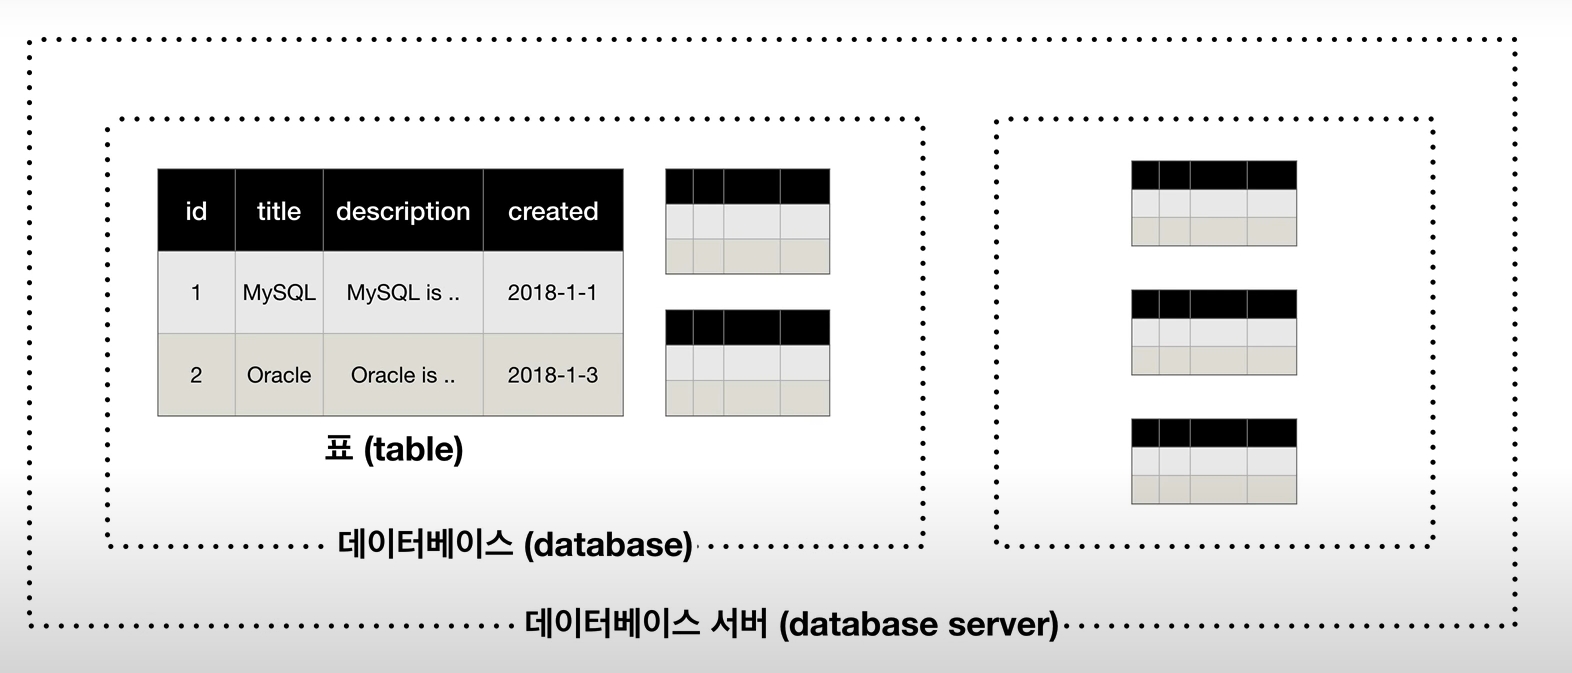 id title description created
1 MySQL MySQL is .. 2018-1-1
2 Oracle Oracle is .. 2018-1-3
표 (table)
데이터베이스 (database)
데이터베이스 서버 (database server)